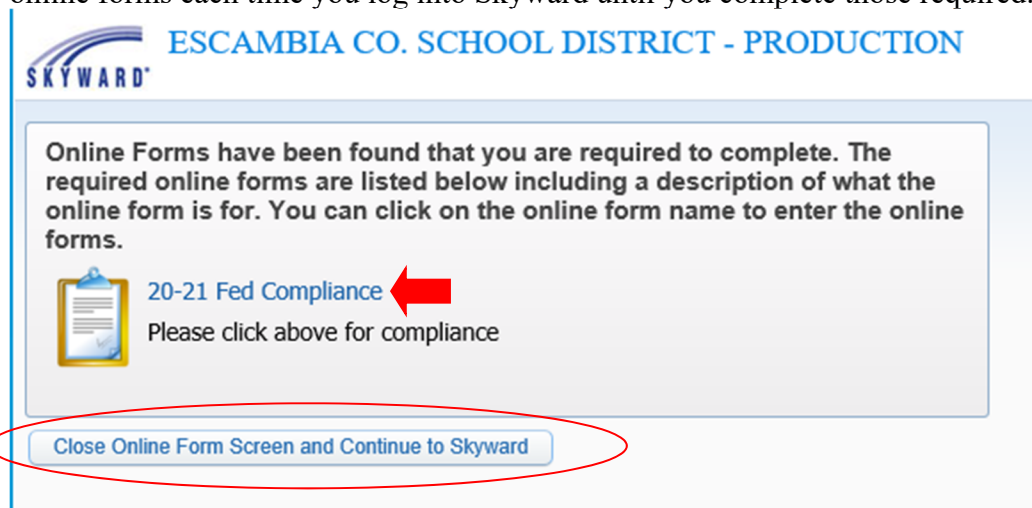 online forms each time you log into Skyward until you complete those required.
SKYWARD
ESCAMBIA CO. SCHOOL DISTRICT - PRODUCTION
Online Forms have been found that you are required to complete. The
required online forms are listed below including a description of what the
online form is for. You can click on the online form name to enter the online
forms.
20-21 Fed Compliance
Please click above for compliance
Close Online Form Screen and Continue to Skyward